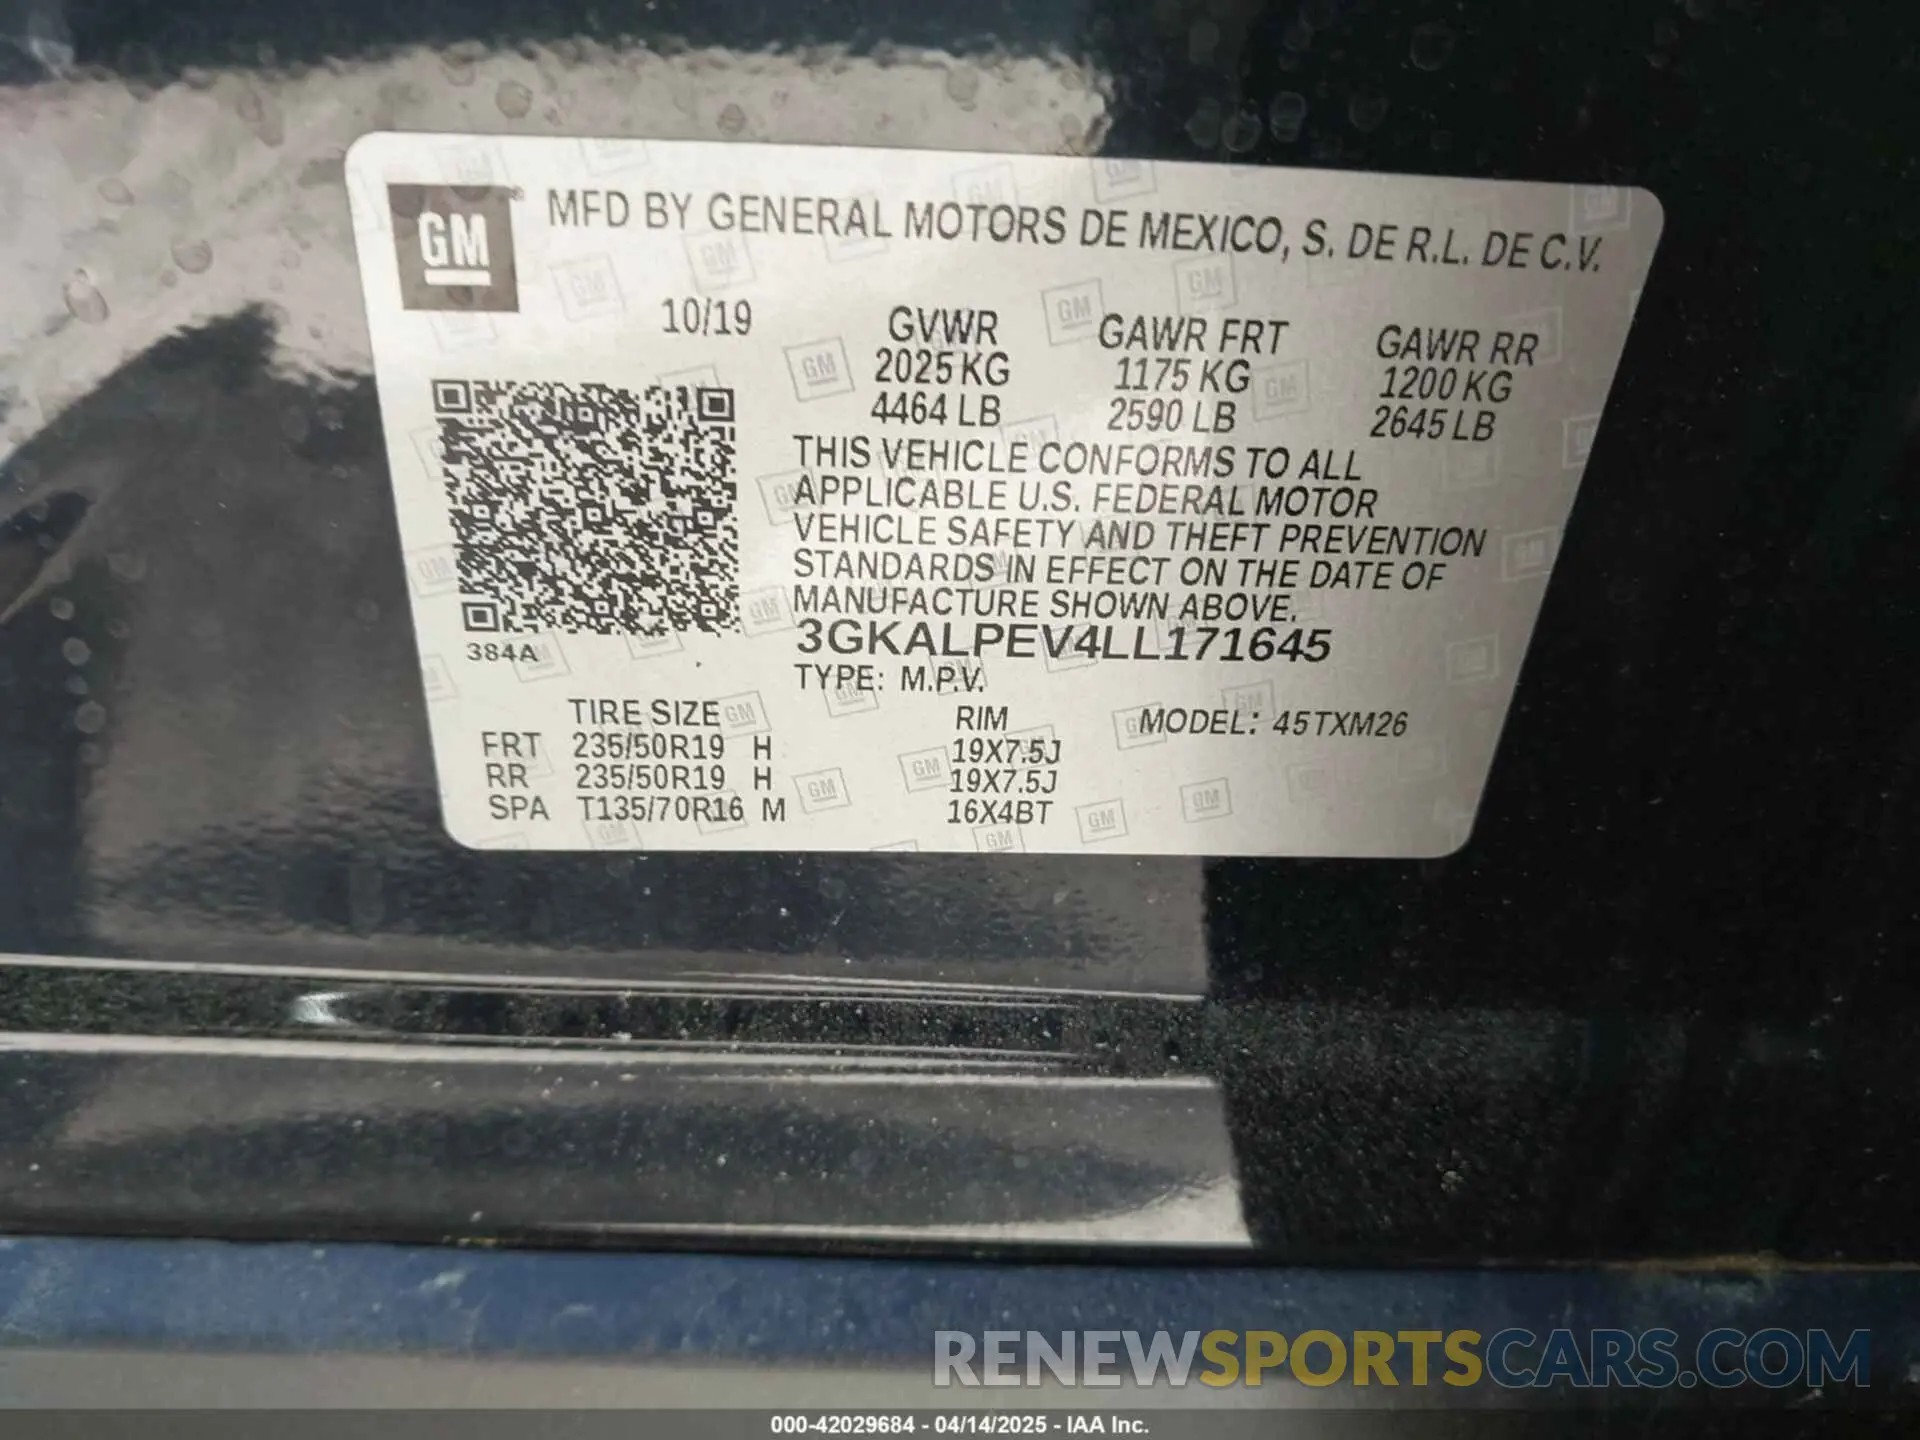 GM® MFD BY GENERAL MOTORS DE MEXICO, S. DE R.L. DE C.V.
10/19 GVWR GAWR FRT GAWR RR
2025 KG 1175 KG 1200 KG
4464 LB 2590 LB 2645 LB
THIS VEHICLE CONFORMS TO ALL
APPLICABLE U.S. FEDERAL MOTOR
VEHICLE SAFETY AND THEFT PREVENTION
STANDARDS IN EFFECT ON THE DATE OF
MANUFACTURE SHOWN ABOVE.
3GKALPEV4LL171645
384A
TYPE: M.P.V.
TIRE SIZE RIM MODEL: 45TXM26
FRT 235/50R19 H 19X7.5J
RR 235/50R19 H 19X7.5J
SPA T135/70R16 M 16X4BT
RENEWSPORTSCARS.COM
000-42029684 - 04/14/2025 - IAA Inc.